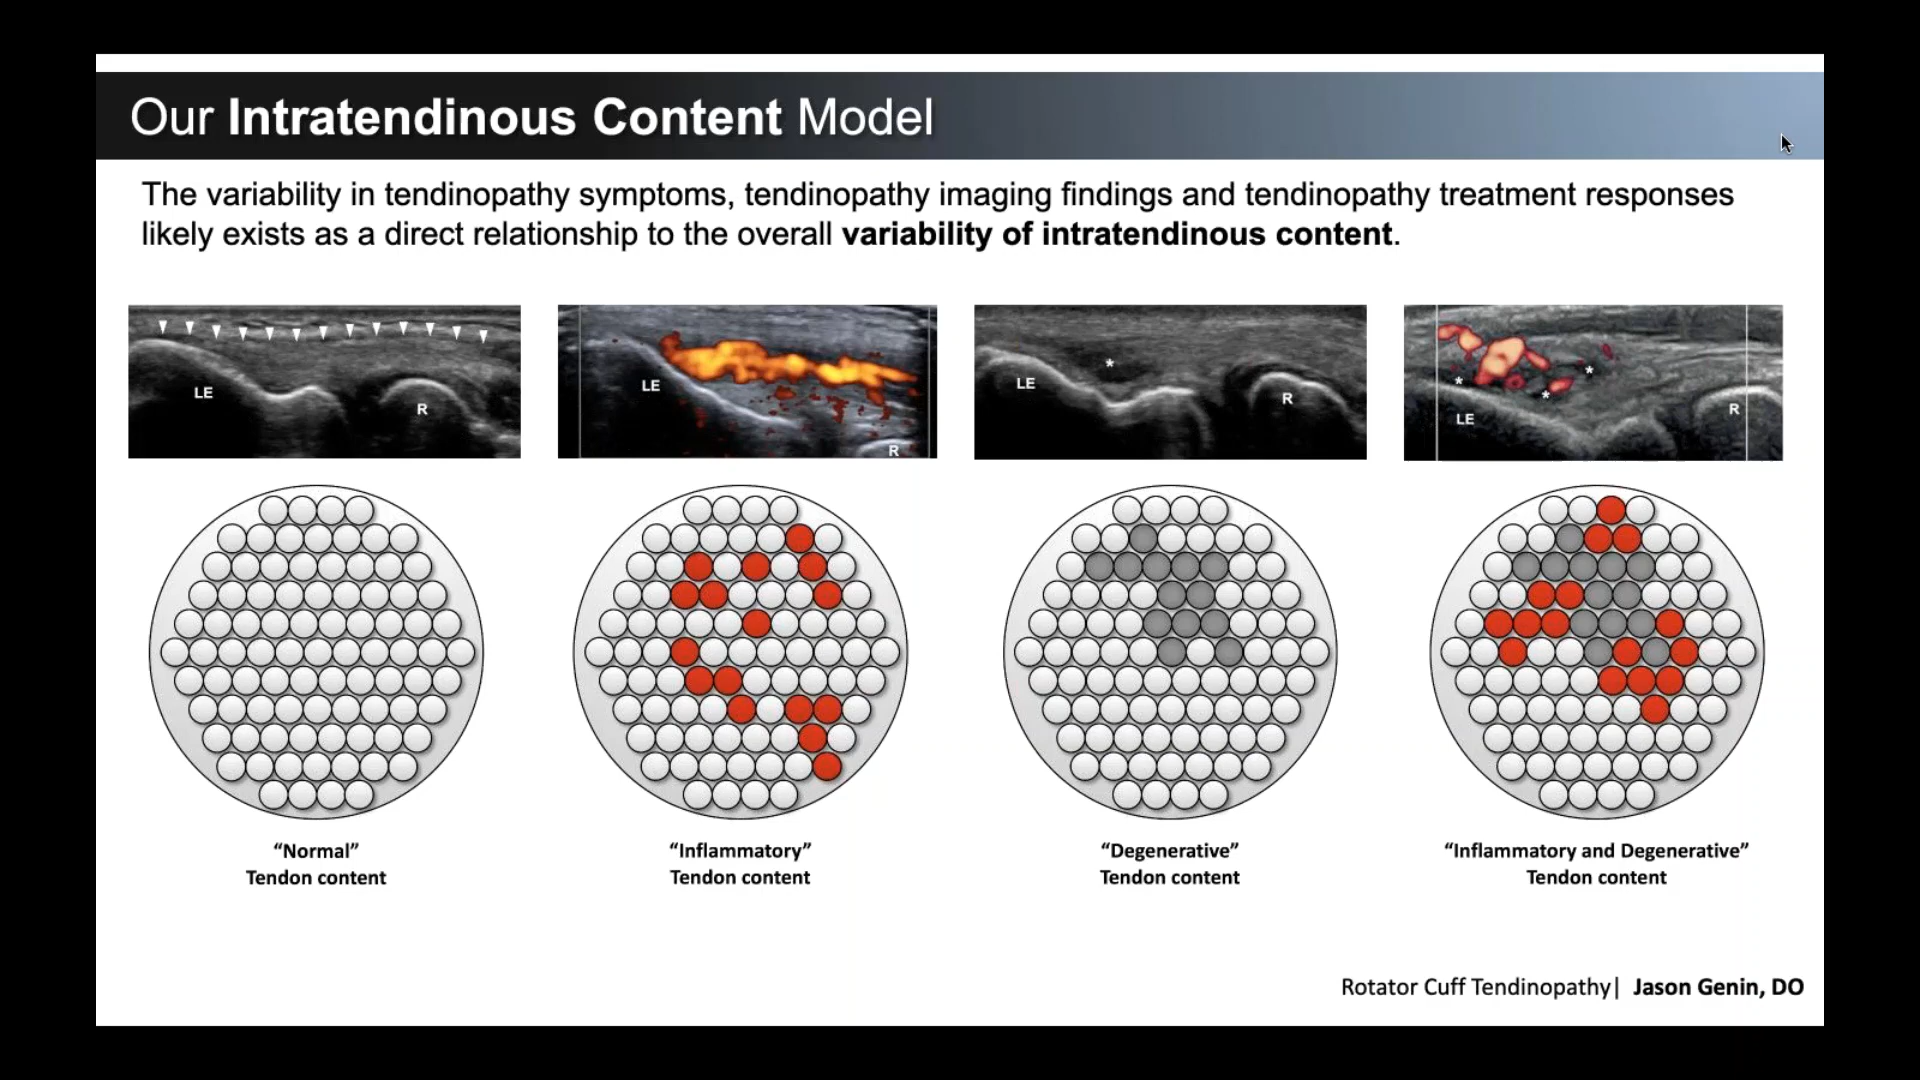 Our Intratendinous Content Model
The variability in tendinopathy symptoms, tendinopathy imaging findings and tendinopathy treatment responses
likely exists as a direct relationship to the overall variability of intratendinous content.
LE
R
LE
R
*
LE
R
*
*
*
LE
R
“Normal”
Tendon content
“Inflammatory”
Tendon content
“Degenerative”
Tendon content
“Inflammatory and Degenerative”
Tendon content
Rotator Cuff Tendinopathy| Jason Genin, DO